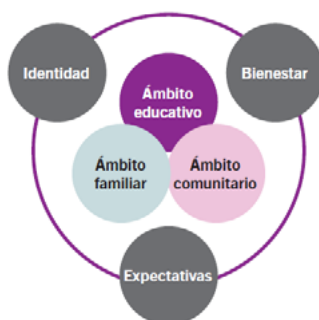 Identidad
Bienestar
Ámbito
educativo
Ámbito
familiar
Ámbito
comunitario
Expectativas